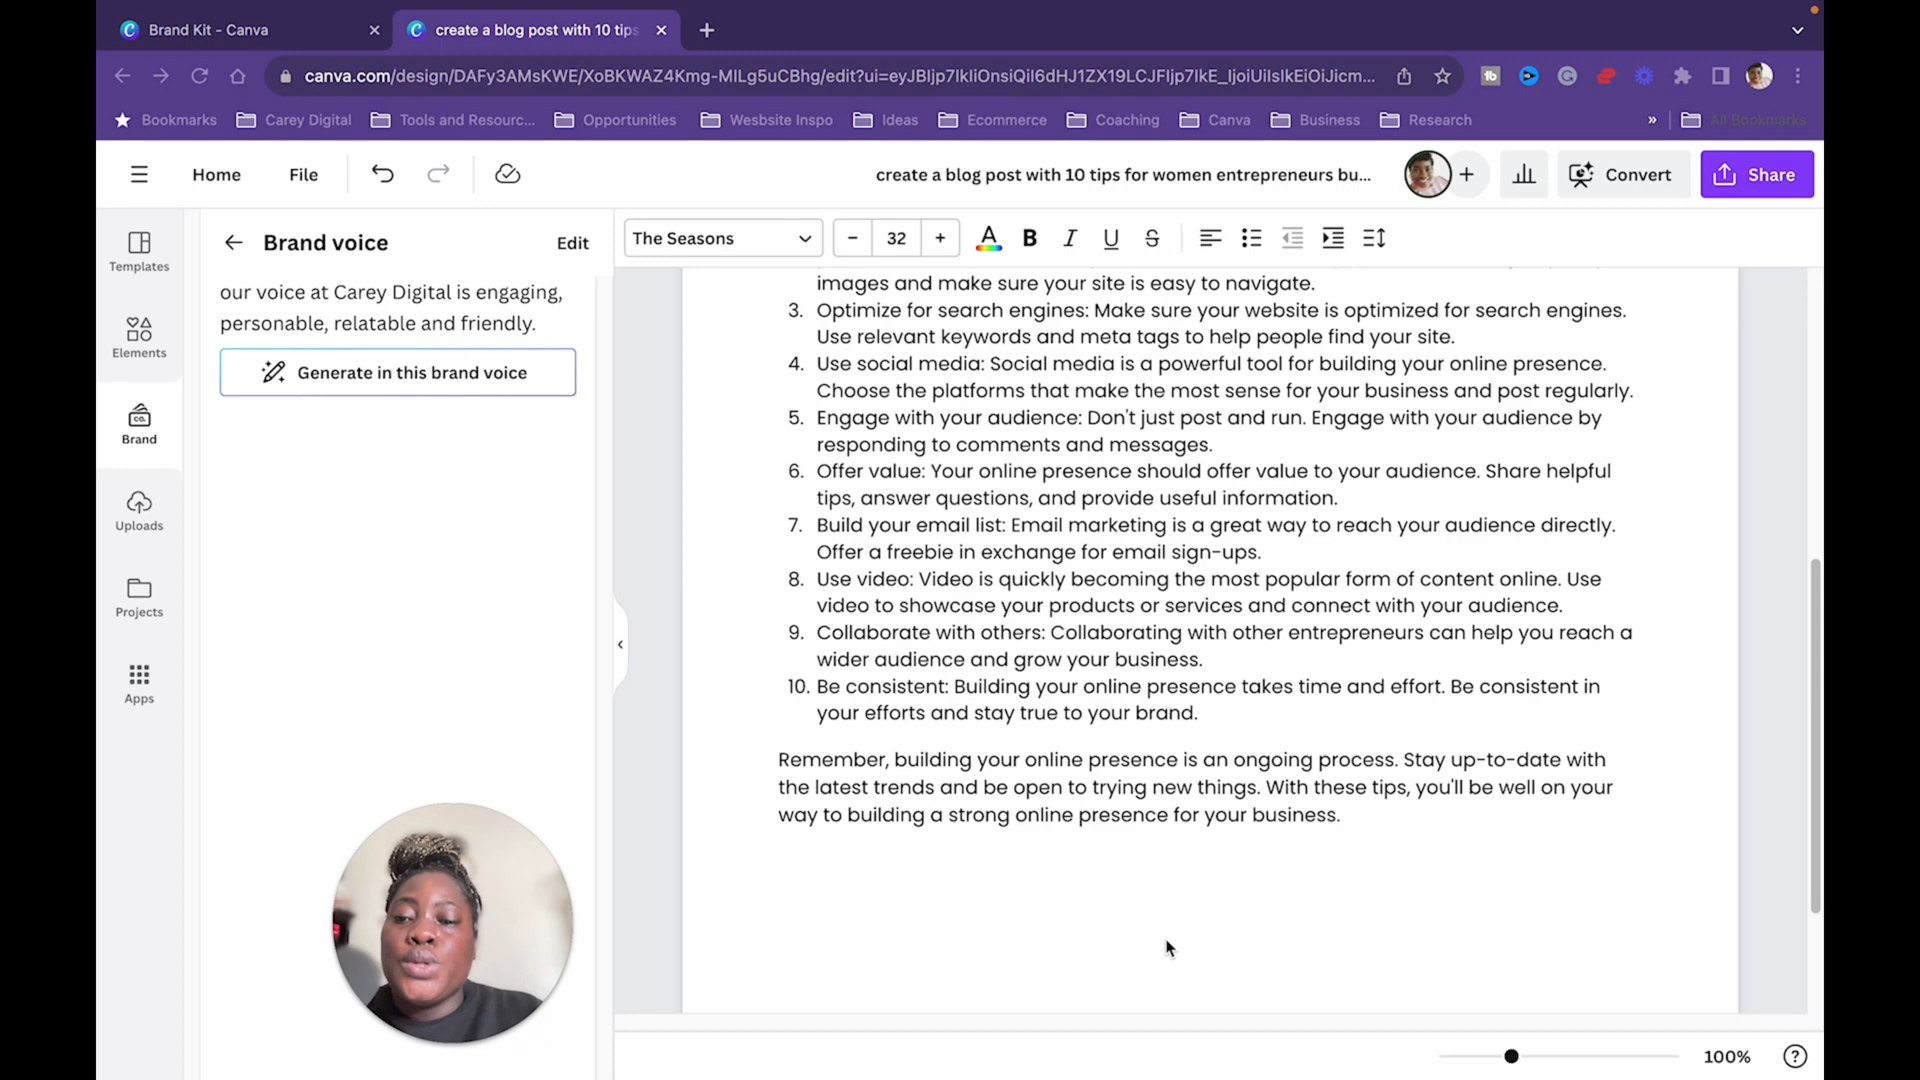 Brand Kit - Canva
create a blog post with 10 tips
canva.com/design/DAFy3AMsKWE/XoBKWAZ4Kmg-MlLg5uCBhg/edit?ui=eyJBIjp7IkIiOnsiQiI6dHJ1ZX19LCJFIjp7IkE_IjoiUiIsIkEiOiJicm...
Bookmarks
Carey Digital
Tools and Resourc...
Opportunities
Wesbsite Inspo
Ideas
Ecommerce
Coaching
Canva
Business
Research
»
All Bookmarks
Home
File
create a blog post with 10 tips for women entrepreneurs bu...
Convert
Share
Templates
Elements
Brand
Uploads
Projects
Apps
Brand voice
Edit
our voice at Carey Digital is engaging,
personable, relatable and friendly.
Generate in this brand voice
The Seasons
32
images and make sure your site is easy to navigate.
3. Optimize for search engines: Make sure your website is optimized for search engines.
Use relevant keywords and meta tags to help people find your site.
4. Use social media: Social media is a powerful tool for building your online presence.
Choose the platforms that make the most sense for your business and post regularly.
5. Engage with your audience: Don't just post and run. Engage with your audience by
responding to comments and messages.
6. Offer value: Your online presence should offer value to your audience. Share helpful
tips, answer questions, and provide useful information.
7. Build your email list: Email marketing is a great way to reach your audience directly.
Offer a freebie in exchange for email sign-ups.
8. Use video: Video is quickly becoming the most popular form of content online. Use
video to showcase your products or services and connect with your audience.
9. Collaborate with others: Collaborating with other entrepreneurs can help you reach a
wider audience and grow your business.
10. Be consistent: Building your online presence takes time and effort. Be consistent in
your efforts and stay true to your brand.
Remember, building your online presence is an ongoing process. Stay up-to-date with
the latest trends and be open to trying new things. With these tips, you'll be well on your
way to building a strong online presence for your business.
100%